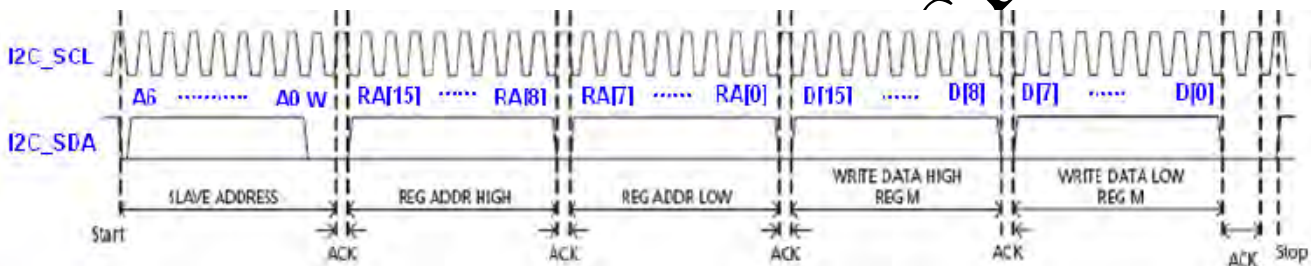 I2C_SCL
A6 ·········· A0 W RA[15] ······ RA[8] RA[7] ······ RA[0] D[15] ······ D[8] D[7] ······ D[0]
I2C_SDA
SLAVE ADDRESS REG ADDR HIGH REG ADDR LOW WRITE DATA HIGH REG M WRITE DATA LOW REG M
Start ACK ACK ACK ACK ACK Stop